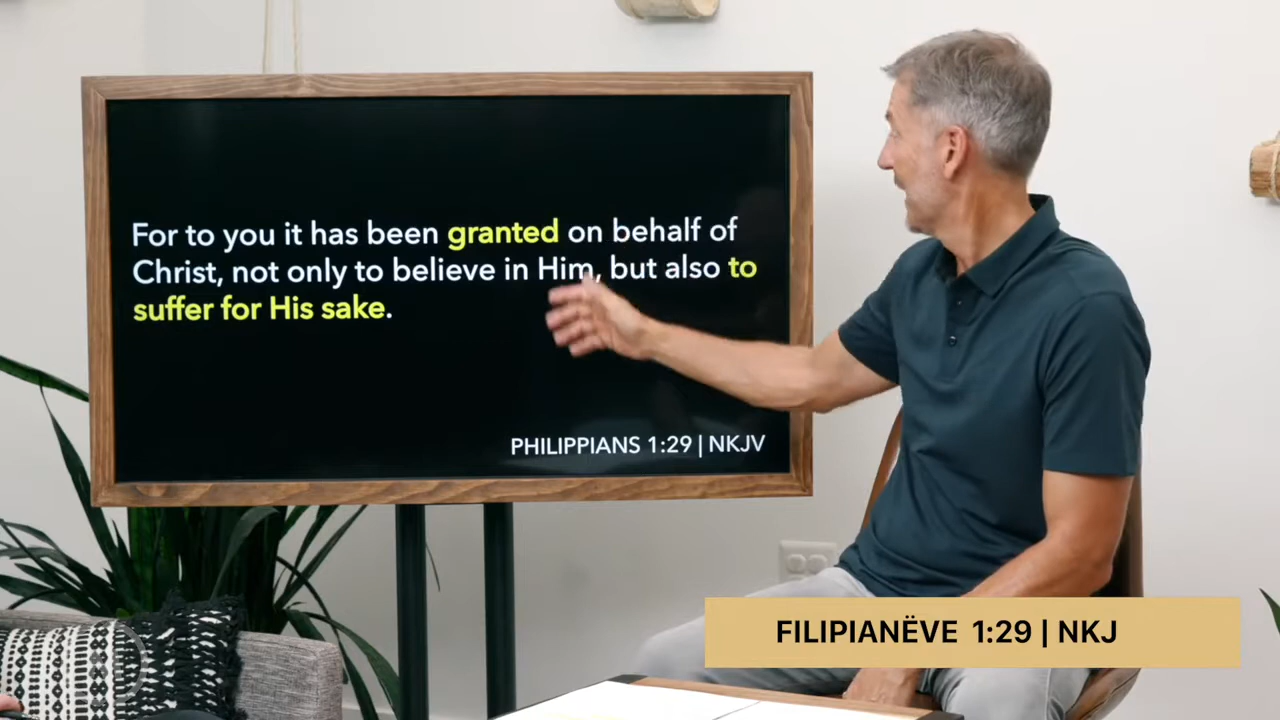 For to you it has been granted on behalf of
Christ, not only to believe in Him, but also to
suffer for His sake.
PHILIPPIANS 1:29 | NKJV
FILIPIANËVE 1:29 | NKJ